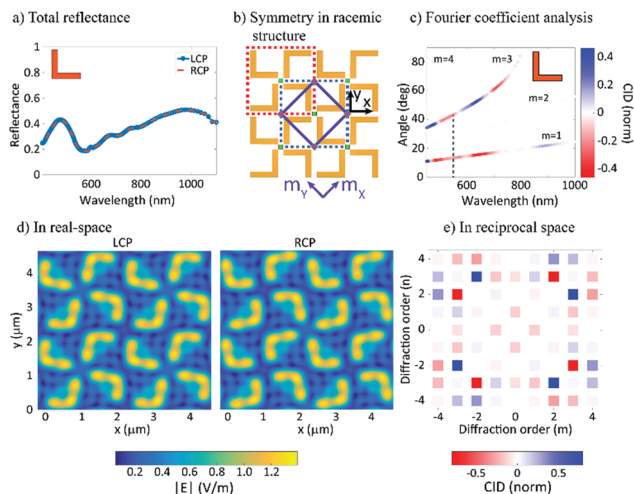 a) Total reflectance
b) Symmetry in racemic
structure
c) Fourier coefficient analysis
1
0.8
0.6
0.4
0.2
0
Reflectance
LCP
RCP
600
800
1000
Wavelength (nm)
y
x
mY
mX
80
60
40
20
0
Angle (deg)
m=4
m=3
m=2
m=1
600
800
1000
Wavelength (nm)
0.4
0.2
0
-0.2
-0.4
CID (norm)
d) In real-space
LCP
RCP
4
3
2
1
0
y (μm)
0
1
2
3
4
x (μm)
0
1
2
3
4
x (μm)
0.2
0.4
0.6
0.8
1.0
1.2
|E| (V/m)
e) In reciprocal space
4
2
0
-2
-4
Diffraction order (n)
-4
-2
0
2
4
Diffraction order (m)
-0.5
0
0.5
CID (norm)